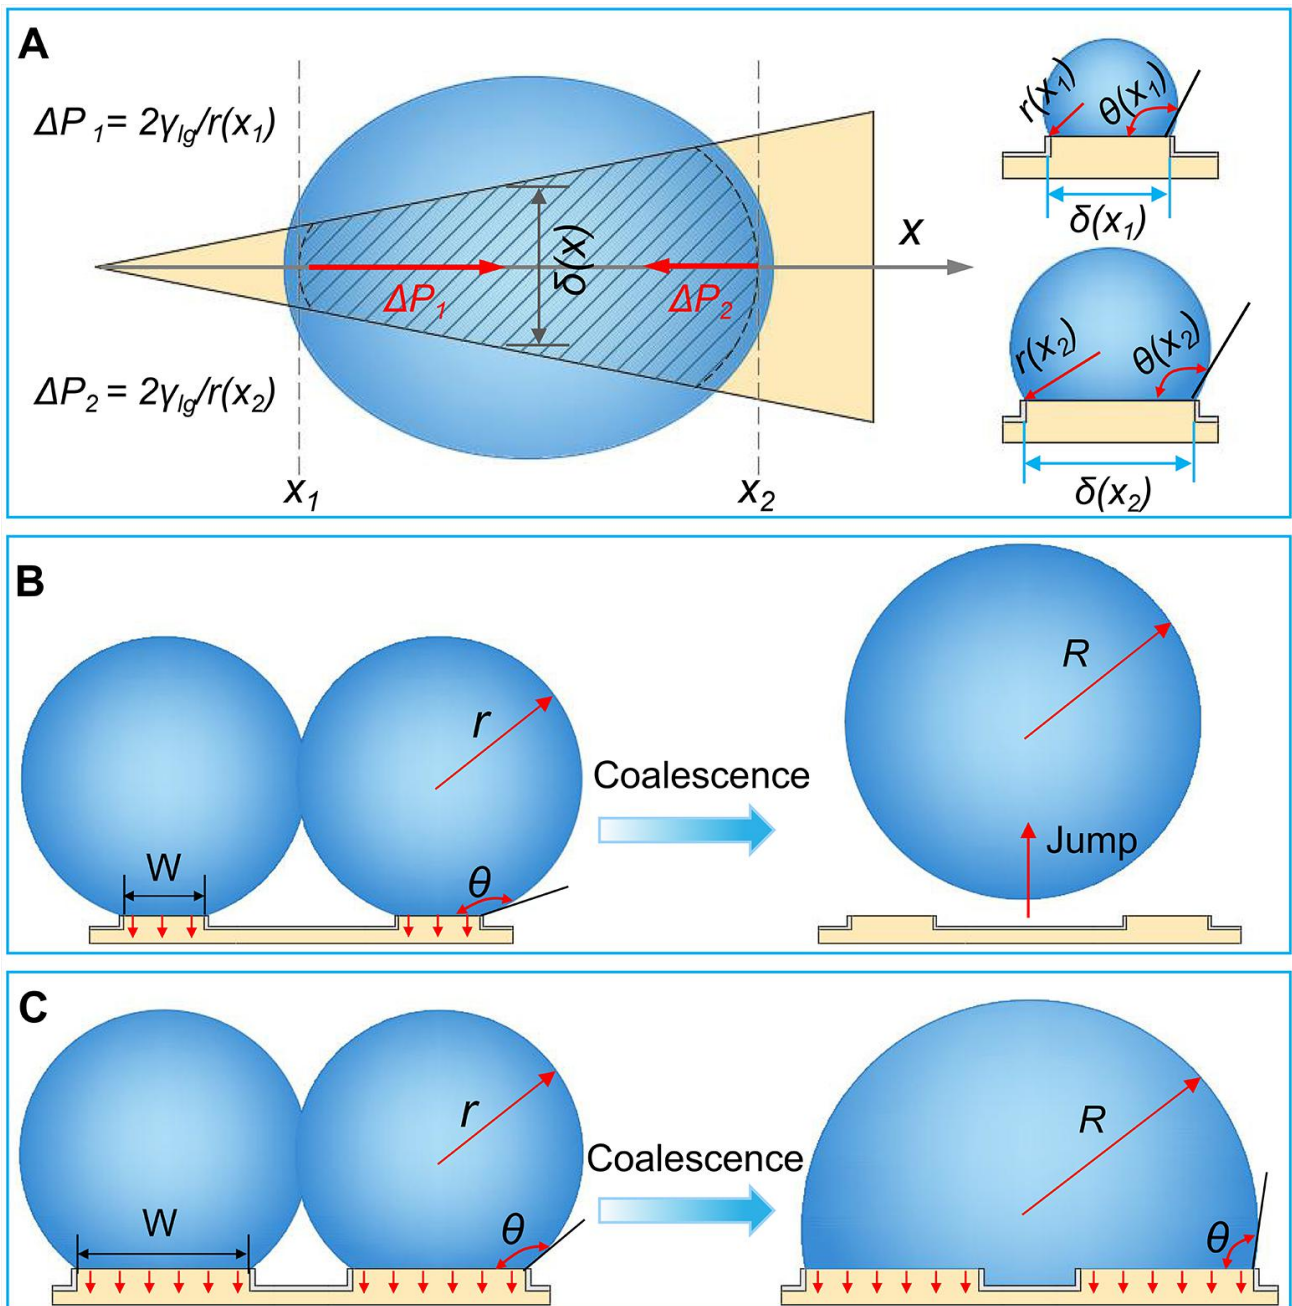 A
ΔP₁ = 2γlg/r(x₁)
ΔP₂ = 2γlg/r(x₂)
ΔP₁
δ(x)
ΔP₂
x
x₁
x₂
r(x₁)
θ(x₁)
δ(x₁)
r(x₂)
θ(x₂)
δ(x₂)
B
W
r
θ
Coalescence
R
Jump
C
W
r
θ
Coalescence
R
θ